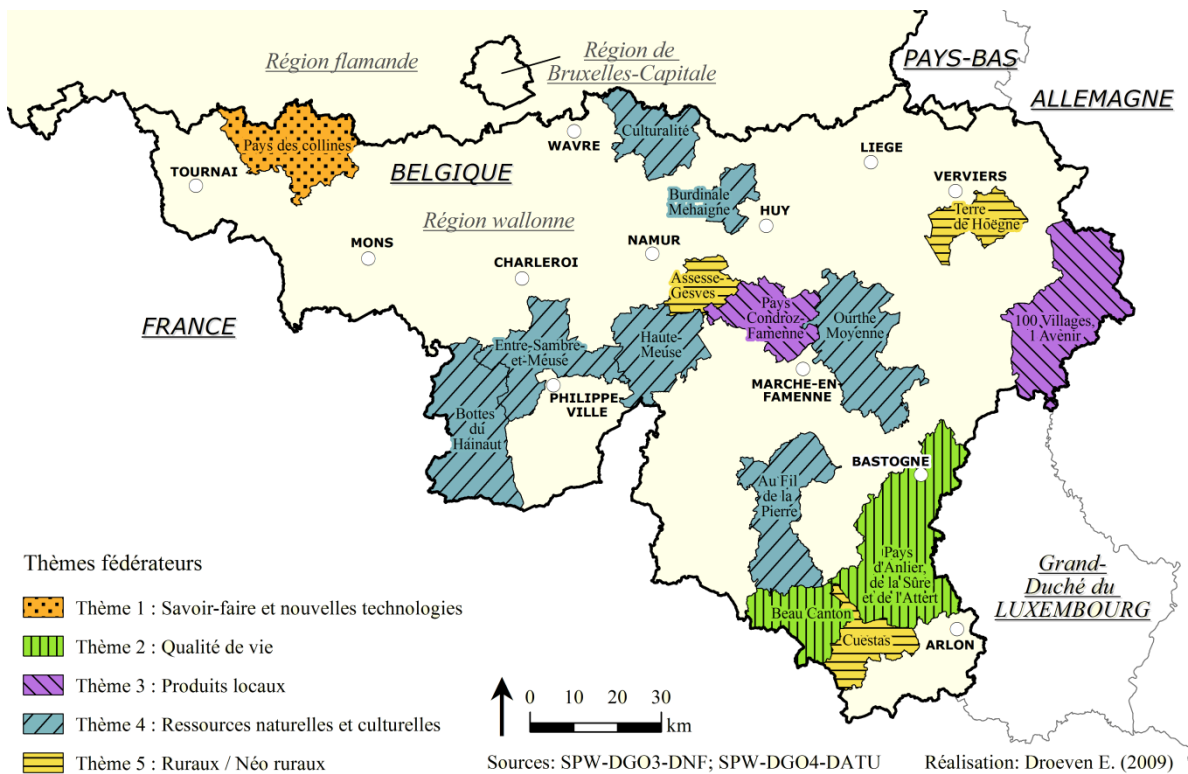 Région flamande
Région de
Bruxelles-Capitale
PAYS-BAS
ALLEMAGNE
Pays des collines
TOURNAI
BELGIQUE
WAVRE
Culturalité
LIEGE
VERVIERS
Burdinale
Mehaigne
HUY
Terre
de Hoëgne
Région wallonne
MONS
NAMUR
CHARLEROI
Assesse-
Gesves
FRANCE
Pays
Condroz-
Famenne
Ourthe
Moyenne
100 Villages,
1 Avenir
Entre-Sambre-
et-Meuse
Haute-
Meuse
MARCHE-EN-
FAMENNE
PHILIPPE-
VILLE
Bottes
du
Hainaut
BASTOGNE
Au Fil
de la
Pierre
Pays
d'Anlier,
de la Sûre
et de l'Attert
Grand-
Duché du
LUXEMBOURG
Beau Canton
Cuestas
ARLON
Thèmes fédérateurs
Thème 1 : Savoir-faire et nouvelles technologies
Thème 2 : Qualité de vie
Thème 3 : Produits locaux
Thème 4 : Ressources naturelles et culturelles
Thème 5 : Ruraux / Néo ruraux
0 10 20 30
km
Sources: SPW-DGO3-DNF; SPW-DGO4-DATU
Réalisation: Droeven E. (2009)